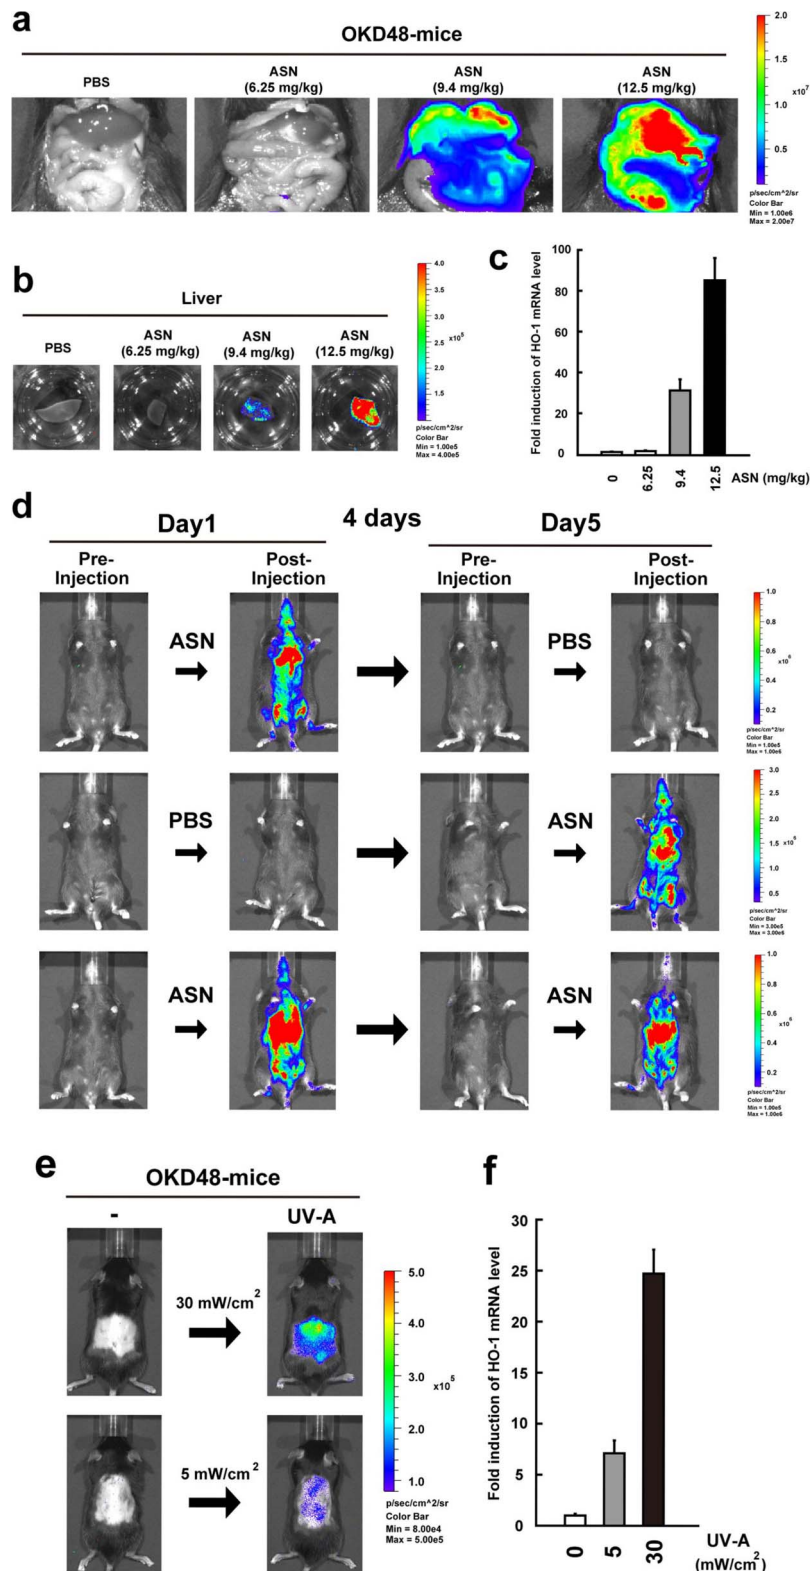 a
OKD48-mice
PBS
ASN
(6.25 mg/kg)
ASN
(9.4 mg/kg)
ASN
(12.5 mg/kg)
2.0
1.5
1.0
0.5
x10^7
p/sec/cm^2/sr
Color Bar
Min = 1.00e6
Max = 2.00e7
b
Liver
PBS
ASN
(6.25 mg/kg)
ASN
(9.4 mg/kg)
ASN
(12.5 mg/kg)
4.0
3.0
2.0
x10^5
p/sec/cm^2/sr
Color Bar
Min = 1.00e5
Max = 4.00e5
c
Fold induction of HO-1 mRNA level
100
80
60
40
20
0
0
6.25
9.4
12.5
ASN (mg/kg)
d
Day1
4 days
Day5
Pre-
Injection
Post-
Injection
Pre-
Injection
Post-
Injection
ASN
PBS
1.0
0.8
0.6
0.4
0.2
x10^6
p/sec/cm^2/sr
Color Bar
Min = 1.00e5
Max = 1.00e6
PBS
ASN
3.0
2.5
2.0
1.5
1.0
0.5
x10^6
p/sec/cm^2/sr
Color Bar
Min = 3.00e5
Max = 3.00e6
ASN
ASN
1.0
0.8
0.6
0.4
0.2
x10^6
p/sec/cm^2/sr
Color Bar
Min = 1.00e5
Max = 1.00e6
e
OKD48-mice
-
UV-A
30 mW/cm^2
5 mW/cm^2
5.0
4.0
3.0
2.0
1.0
x10^5
p/sec/cm^2/sr
Color Bar
Min = 8.00e4
Max = 5.00e5
f
Fold induction of HO-1 mRNA level
30
25
20
15
10
5
0
0
5
30
UV-A
(mW/cm^2)